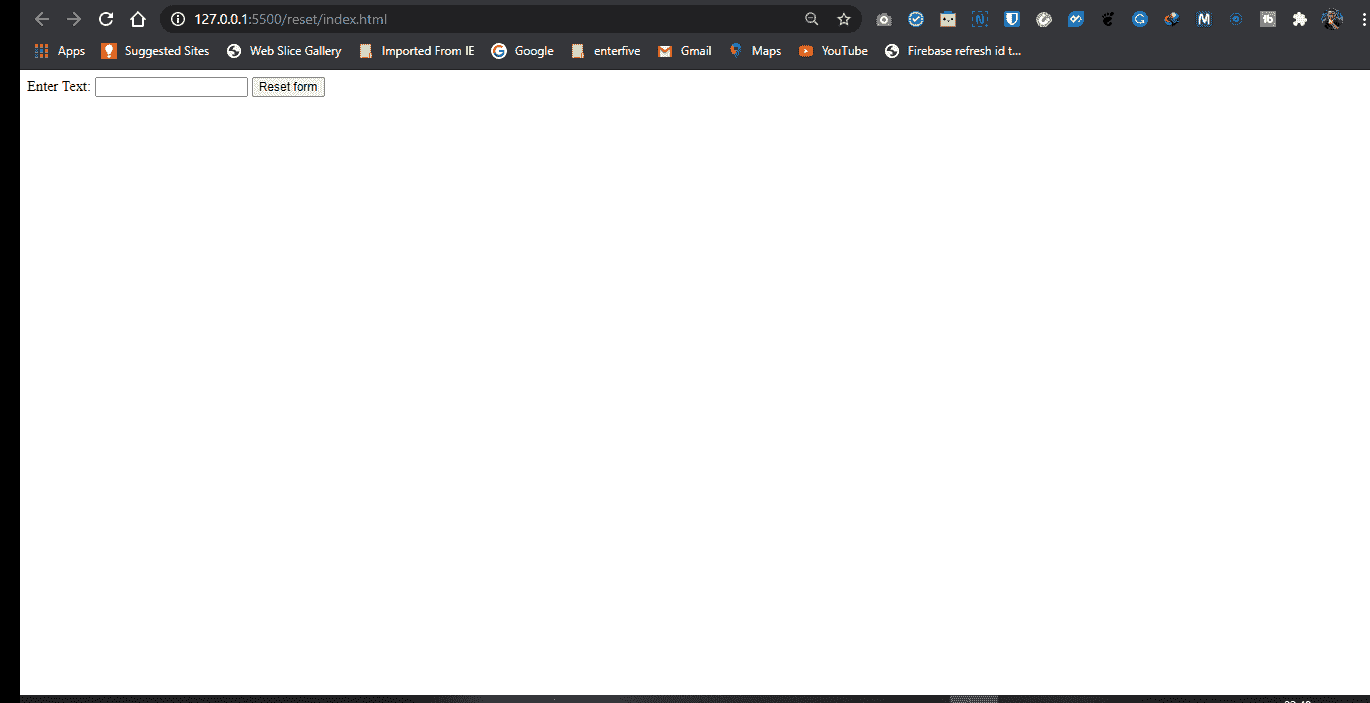 127.0.0.1:5500/reset/index.html
Apps Suggested Sites Web Slice Gallery Imported From IE Google enterfive Gmail Maps YouTube Firebase refresh id t...
Enter Text: Reset form